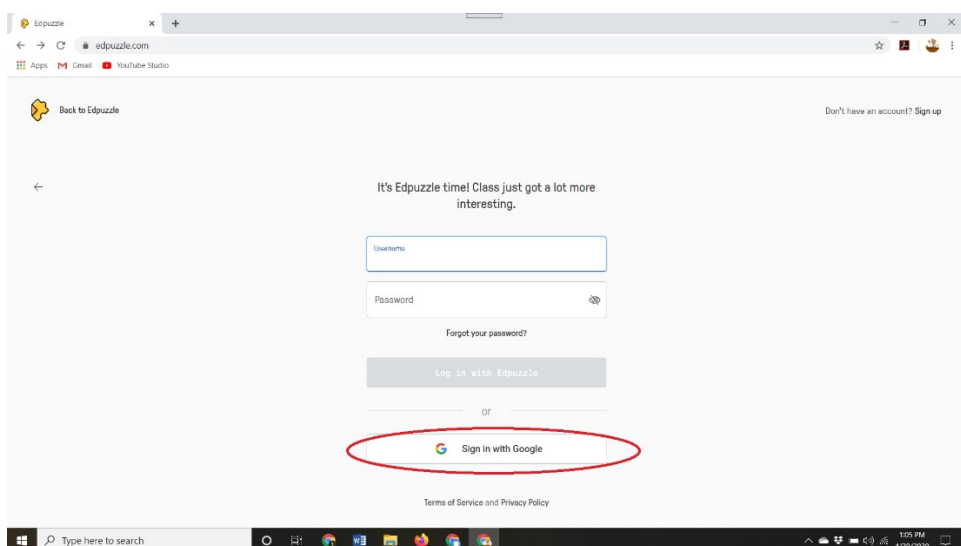 Edpuzzle
edpuzzle.com
Apps Gmail YouTube Studio
Back to Edpuzzle
Don't have an account? Sign up
It's Edpuzzle time! Class just got a lot more
interesting.
Username
Password
Forgot your password?
Log in with Edpuzzle
or
Sign in with Google
Terms of Service and Privacy Policy
Type here to search
1:05 PM